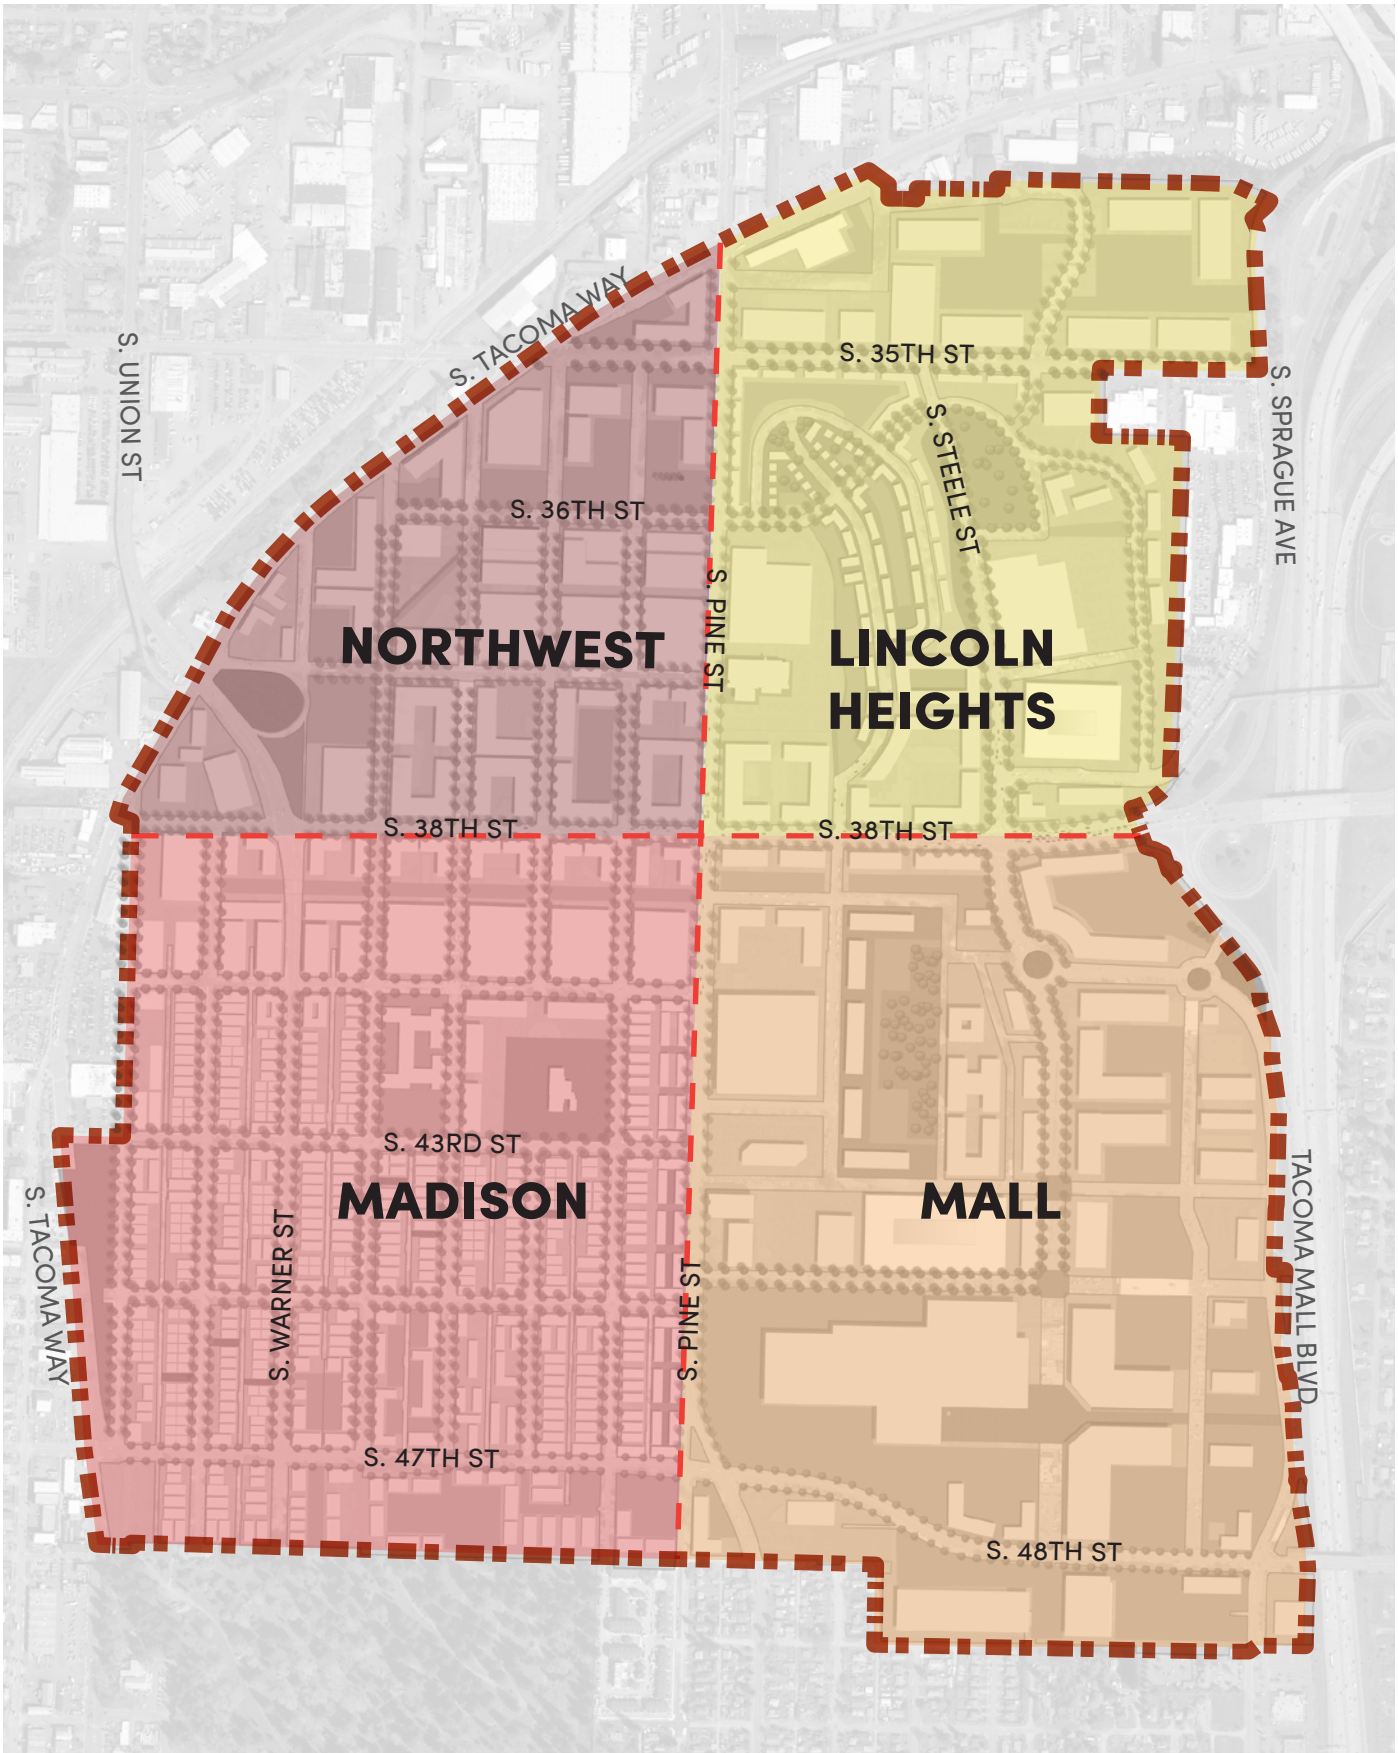 S. TACOMA WAY
S. UNION ST
S. 35TH ST
S. SPRAGUE AVE
S. STEELE ST
S. 36TH ST
S. PINE ST
NORTHWEST
LINCOLN
HEIGHTS
S. 38TH ST
S. 38TH ST
S. 43RD ST
MADISON
MALL
S. TACOMA WAY
S. WARNER ST
S. PINE ST
TACOMA MALL BLVD
S. 47TH ST
S. 48TH ST